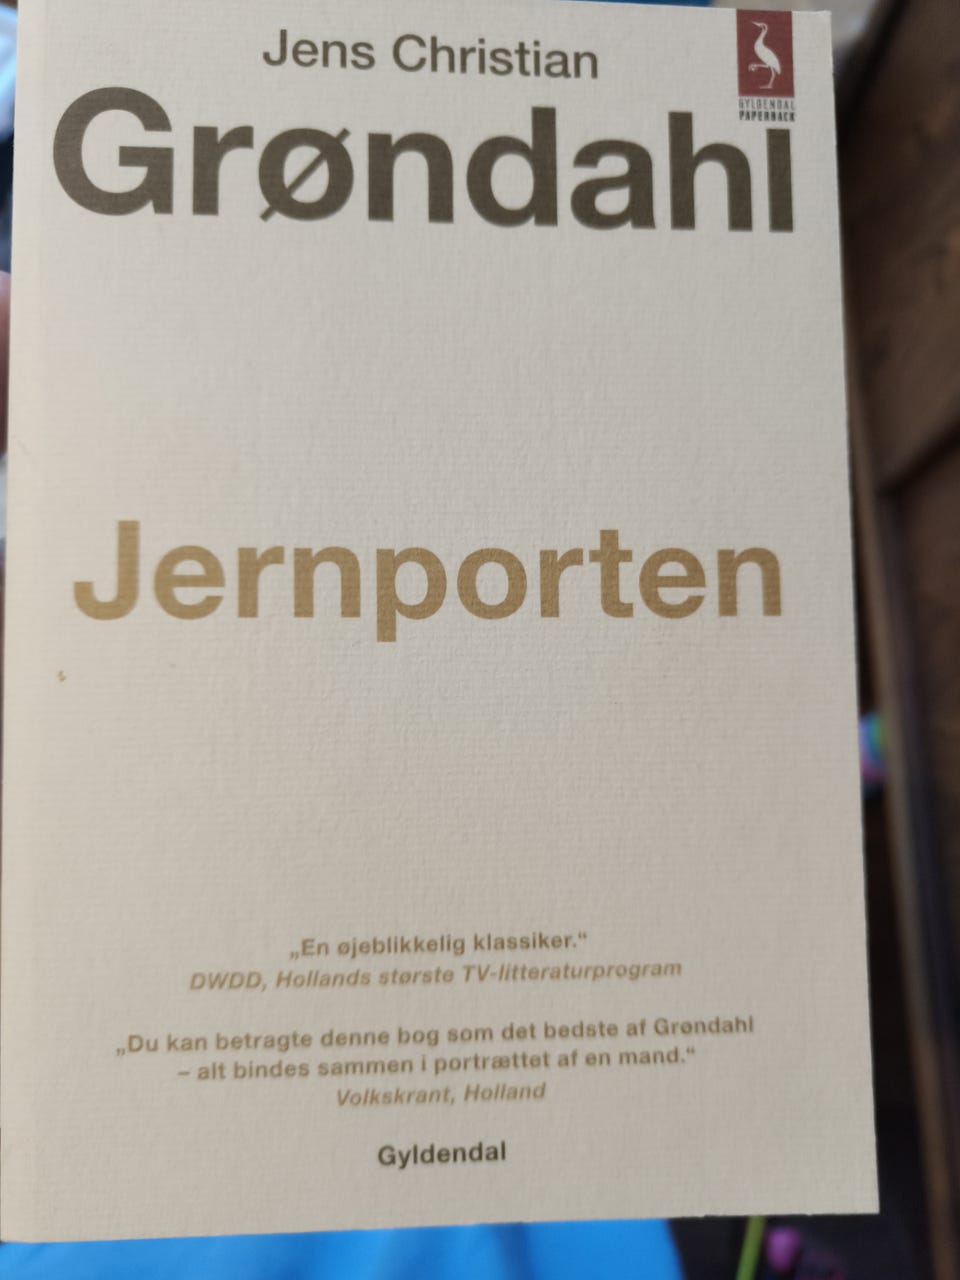 Jens Christian
Grøndahl
GYLDENDAL
PAPERBACK
Jernporten
„En øjeblikkelig klassiker.“
DWDD, Hollands største TV-litteraturprogram
„Du kan betragte denne bog som det bedste af Grøndahl
– alt bindes sammen i portrættet af en mand.“
Volkskrant, Holland
Gyldendal